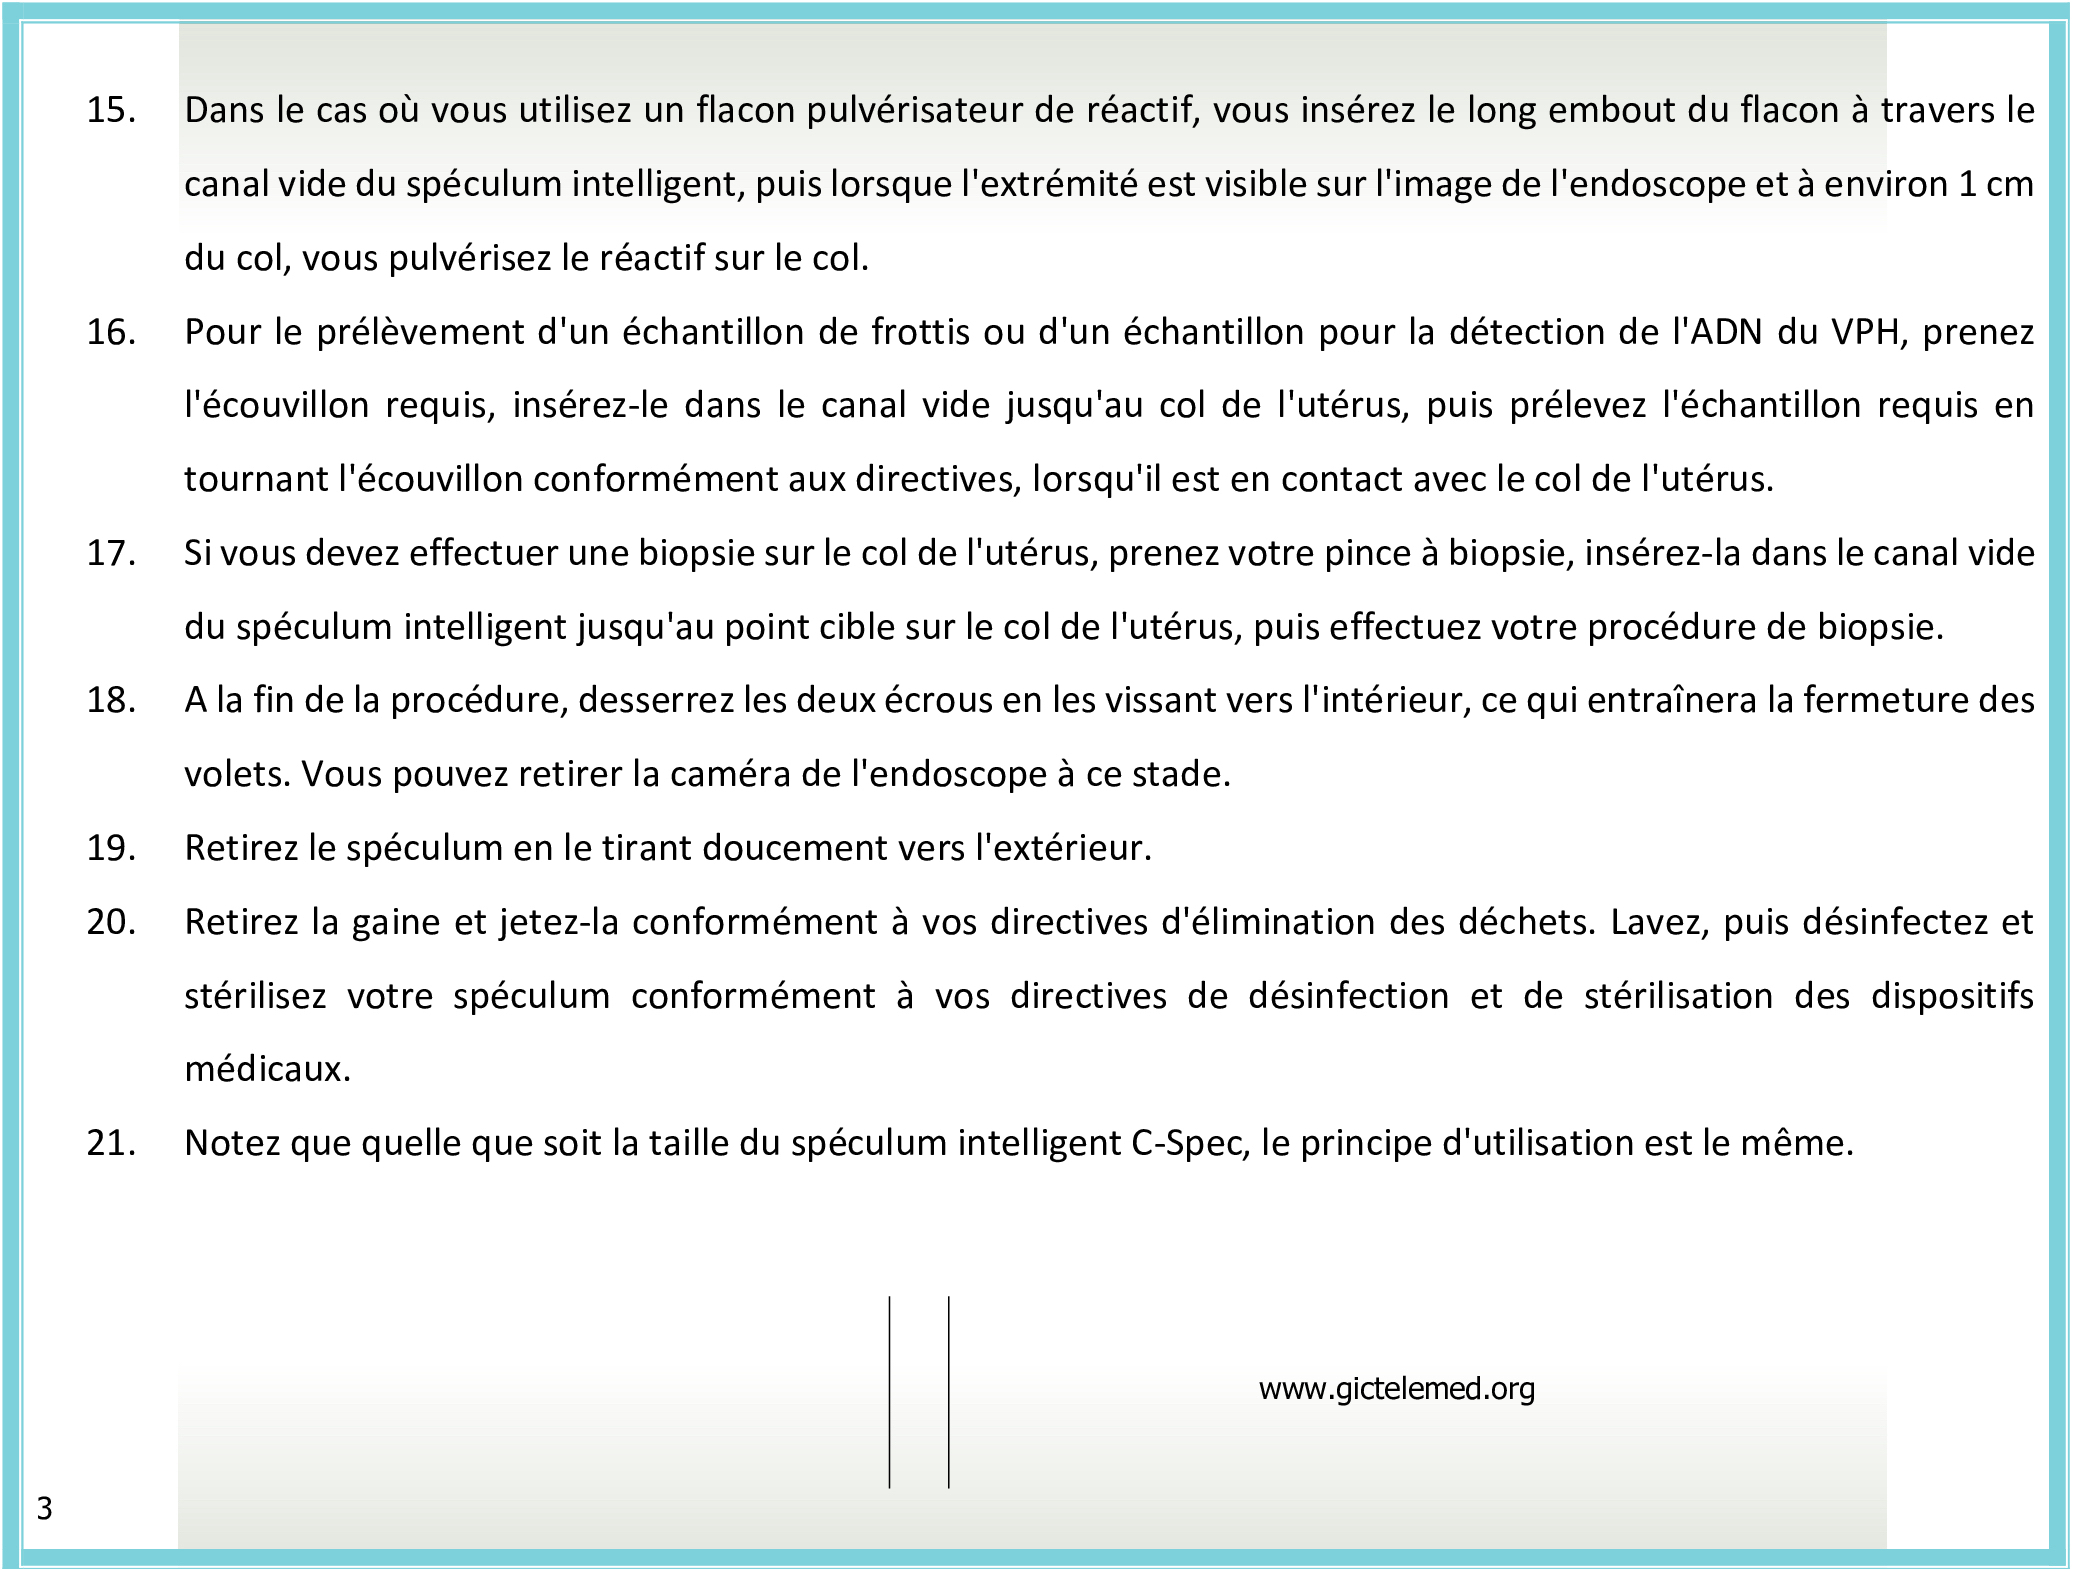 15. Dans le cas où vous utilisez un flacon pulvérisateur de réactif, vous insérez le long embout du flacon à travers le
canal vide du spéculum intelligent, puis lorsque l'extrémité est visible sur l'image de l'endoscope et à environ 1 cm
du col, vous pulvérisez le réactif sur le col.
16. Pour le prélèvement d'un échantillon de frottis ou d'un échantillon pour la détection de l'ADN du VPH, prenez
l'écouvillon requis, insérez-le dans le canal vide jusqu'au col de l'utérus, puis prélevez l'échantillon requis en
tournant l'écouvillon conformément aux directives, lorsqu'il est en contact avec le col de l'utérus.
17. Si vous devez effectuer une biopsie sur le col de l'utérus, prenez votre pince à biopsie, insérez-la dans le canal vide
du spéculum intelligent jusqu'au point cible sur le col de l'utérus, puis effectuez votre procédure de biopsie.
18. A la fin de la procédure, desserrez les deux écrous en les vissant vers l'intérieur, ce qui entraînera la fermeture des
volets. Vous pouvez retirer la caméra de l'endoscope à ce stade.
19. Retirez le spéculum en le tirant doucement vers l'extérieur.
20. Retirez la gaine et jetez-la conformément à vos directives d'élimination des déchets. Lavez, puis désinfectez et
stérilisez votre spéculum conformément à vos directives de désinfection et de stérilisation des dispositifs
médicaux.
21. Notez que quelle que soit la taille du spéculum intelligent C-Spec, le principe d'utilisation est le même.
www.gictelemed.org
3